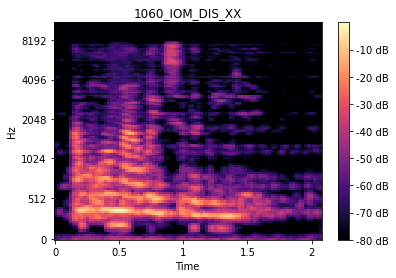 1060_IOM_DIS_XX
8192
4096
2048
1024
512
0
Hz
0
0.5
1
1.5
2
Time
-10 dB
-20 dB
-30 dB
-40 dB
-50 dB
-60 dB
-70 dB
-80 dB